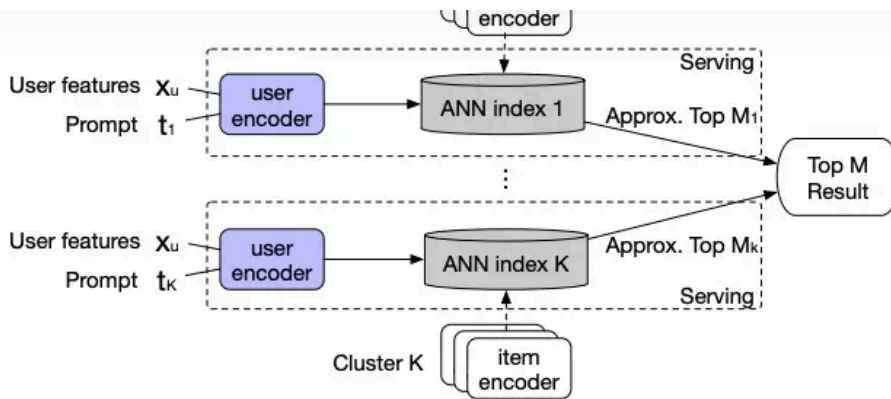 encoder
Serving
User features xᵤ
user
encoder
ANN index 1
Approx. Top M₁
Prompt t₁
Top M
Result
User features xᵤ
user
encoder
ANN index K
Approx. Top Mₖ
Prompt t_K
Serving
Cluster K
item
encoder